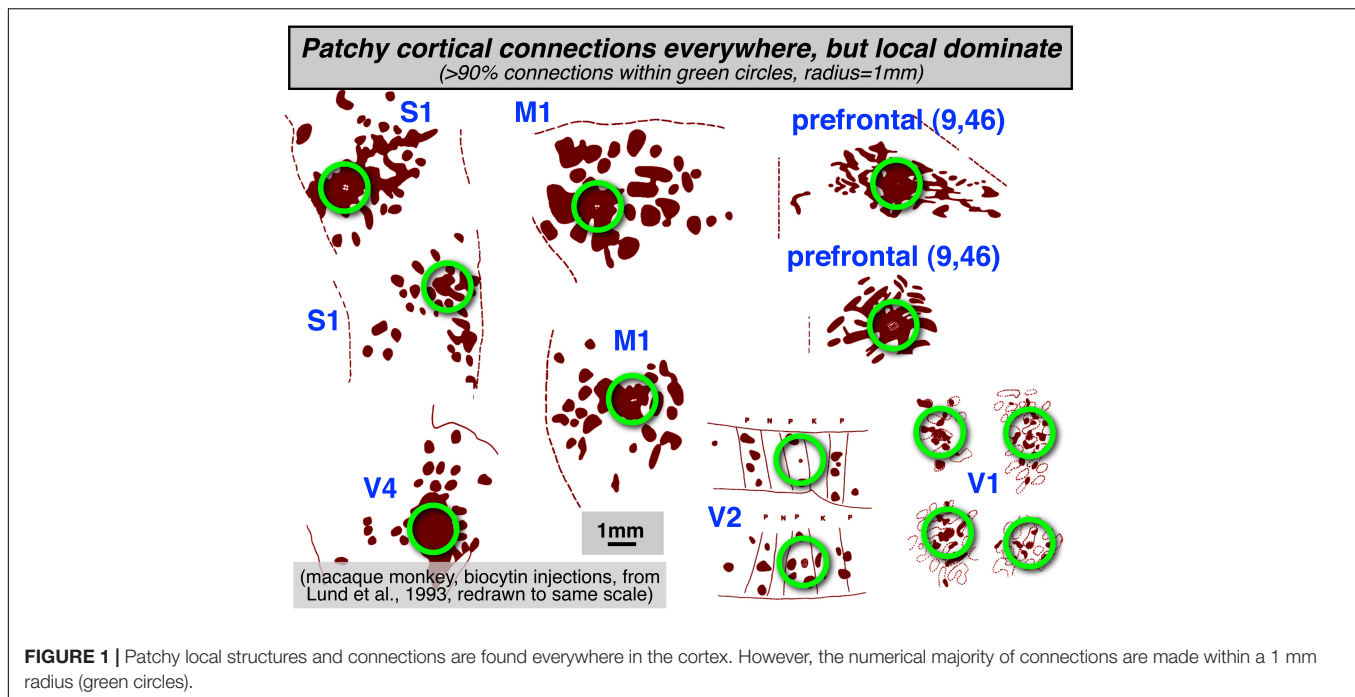 Patchy cortical connections everywhere, but local dominate
(>90% connections within green circles, radius=1mm)
S1
M1
prefrontal (9,46)
prefrontal (9,46)
S1
M1
P N P K P
V4
V1
V2
P N P K P
1mm
(macaque monkey, biocytin injections, from
Lund et al., 1993, redrawn to same scale)
FIGURE 1 | Patchy local structures and connections are found everywhere in the cortex. However, the numerical majority of connections are made within a 1 mm
radius (green circles).